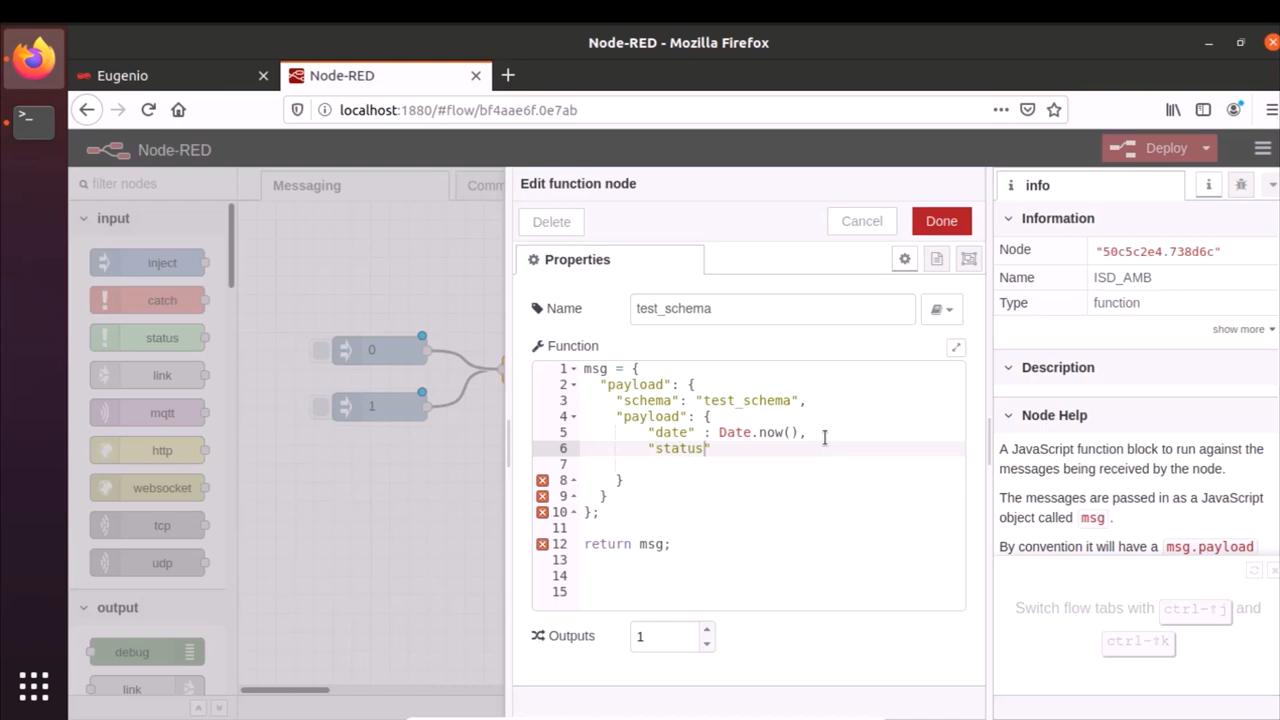 Node-RED - Mozilla Firefox
Eugenio
Node-RED
localhost:1880/#flow/bf4aae6f.0e7ab
Node-RED
Deploy
filter nodes
input
inject
catch
status
link
mqtt
http
websocket
tcp
udp
output
debug
link
Messaging
Comm
0
1
Edit function node
Delete
Cancel
Done
Properties
Name
test_schema
Function
1 msg = {
2 "payload": {
3 "schema": "test_schema",
4 "payload": {
5 "date" : Date.now(),
6 "status"
7
8 }
9 }
10 };
11
12 return msg;
13
14
15
Outputs
1
info
Information
Node "50c5c2e4.738d6c"
Name ISD_AMB
Type function
show more
Description
Node Help
A JavaScript function block to run against the
messages being received by the node.
The messages are passed in as a JavaScript
object called msg.
By convention it will have a msg.payload
Switch flow tabs with ctrl-⇧j and
ctrl-⇧k